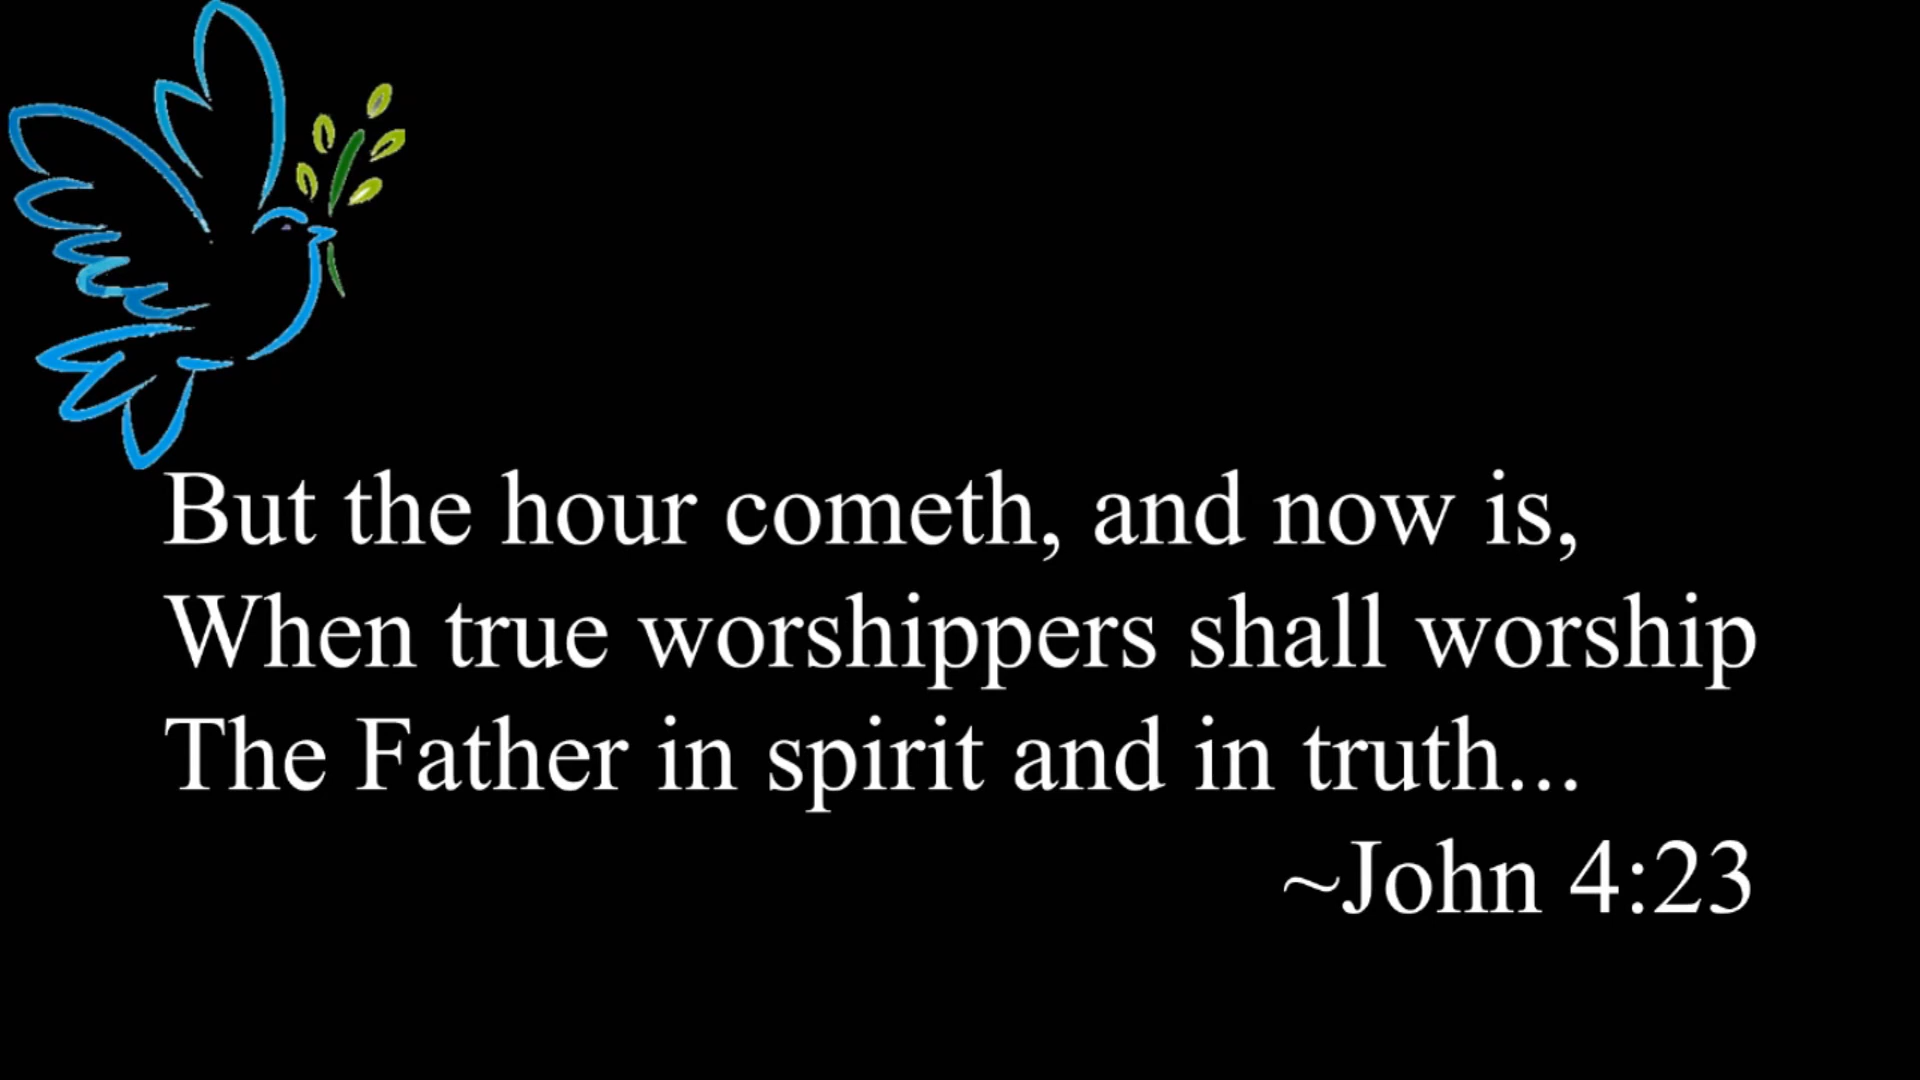 But the hour cometh, and now is,
When true worshippers shall worship
The Father in spirit and in truth...
~John 4:23